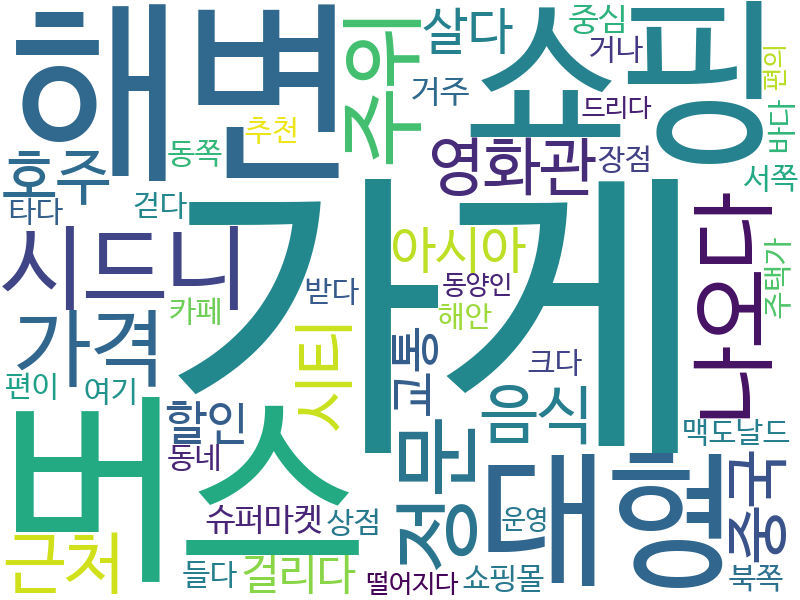 해변
쇼핑
주위
살다
중심
거나
편의
거주
드리다
바다
추천
동쪽
호주
영화관
장점
서쪽
타다
걷다
가게
시드니
아시아
나오다
동양인
받다
해안
카페
주택가
가격
시티
교통
크다
편이
여기
음식
할인
버스
정문
맥도날드
동네
대앺
중국
슈퍼마켓
상점
운영
근처
들다
걸리다
떨어지다
쇼핑몰
북쪽